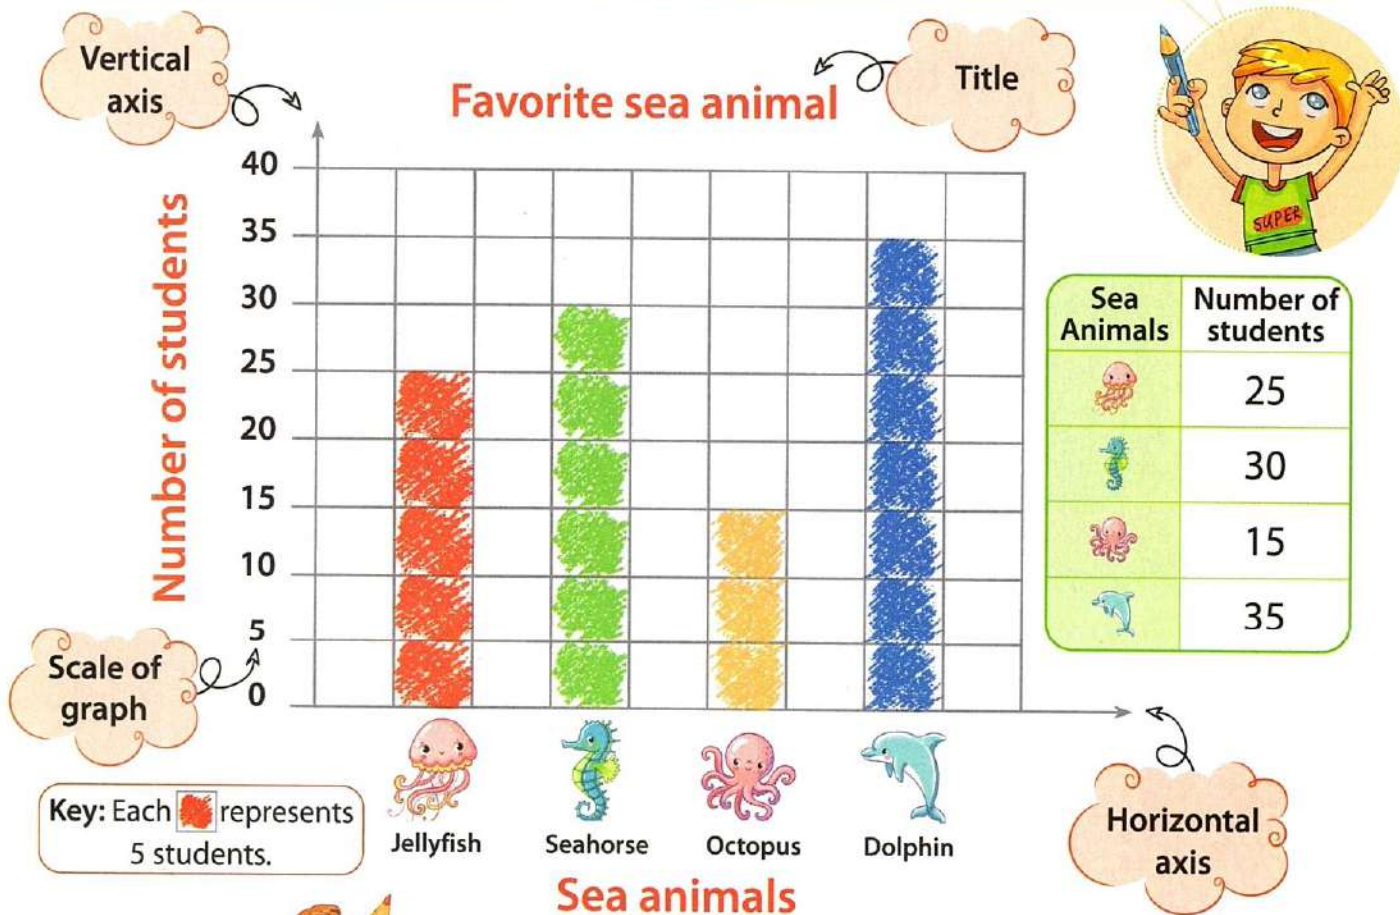 Vertical
axis
Favorite sea animal
Title
SUPER
Number of students
40
35
30
25
20
15
10
5
0
Scale of
graph
Sea
Animals
Number of
students
25
30
15
35
Key: Each represents
5 students.
Jellyfish
Seahorse
Octopus
Dolphin
Sea animals
Horizontal
axis